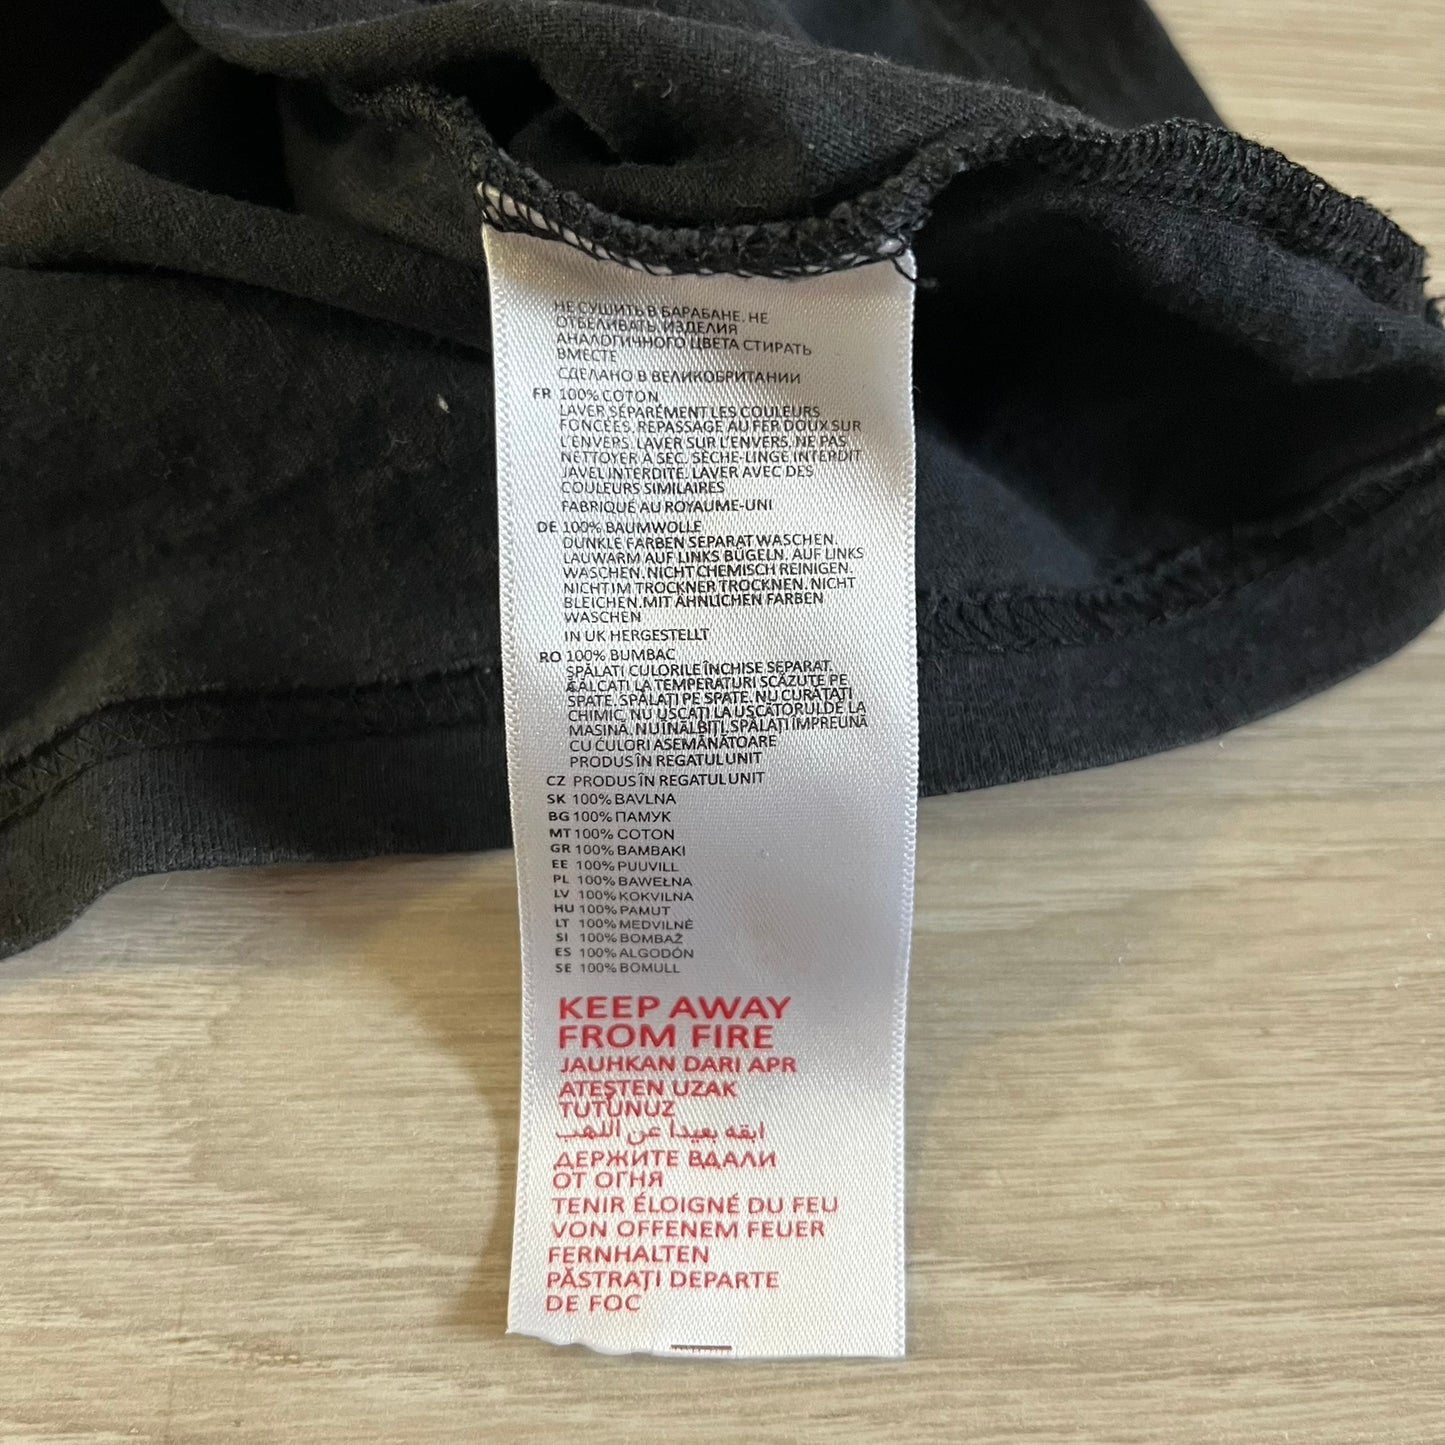 НЕ СУШИТЬ В БАРАБАНЕ. НЕ
ОТБЕЛИВАТЬ. ИЗДЕЛИЯ
АНАЛОГИЧНОГО ЦВЕТА СТИРАТЬ
ВМЕСТЕ
СДЕЛАНО В ВЕЛИКОБРИТАНИИ
FR 100% COTON
LAVER SÉPARÉMENT LES COULEURS
FONCÉES. REPASSAGE AU FER DOUX SUR
L'ENVERS. LAVER SUR L'ENVERS. NE PAS
NETTOYER À SEC. SÈCHE-LINGE INTERDIT
JAVEL INTERDITE. LAVER AVEC DES
COULEURS SIMILAIRES
FABRIQUÉ AU ROYAUME-UNI
DE 100% BAUMWOLLE
DUNKLE FARBEN SEPARAT WASCHEN.
LAUWARM AUF LINKS BÜGELN. AUF LINKS
WASCHEN. NICHT CHEMISCH REINIGEN.
NICHT IM TROCKNER TROCKNEN. NICHT
BLEICHEN. MIT ÄHNLICHEN FARBEN
WASCHEN
IN UK HERGESTELLT
RO 100% BUMBAC
SPĂLAȚI CULORILE ÎNCHISE SEPARAT.
CĂLCAȚI LA TEMPERATURI SCĂZUTE PE
SPATE. SPĂLAȚI PE SPATE. NU CURĂȚAȚI
CHIMIC. NU USCAȚI LA USCĂTORUL DE LA
MAȘINĂ. NU ÎNĂLBIȚI. SPĂLAȚI ÎMPREUNĂ
CU CULORI ASEMĂNĂTOARE
PRODUS ÎN REGATUL UNIT
CZ PRODUS ÎN REGATUL UNIT
SK 100% BAVLNA
BG 100% ПАМУК
MT 100% COTON
GR 100% BAMBAKI
EE 100% PUUVILL
PL 100% BAWEŁNA
LV 100% KOKVILNA
HU 100% PAMUT
LT 100% MEDVILNĖ
SI 100% BOMBAŽ
ES 100% ALGODÓN
SE 100% BOMULL
KEEP AWAY
FROM FIRE
JAUHKAN DARI APR
ATEŞTEN UZAK
TUTUNUZ
ابقه بعيدا عن اللهب
ДЕРЖИТЕ ВДАЛИ
ОТ ОГНЯ
TENIR ÉLOIGNÉ DU FEU
VON OFFENEM FEUER
FERNHALTEN
PĂSTRAȚI DEPARTE
DE FOC